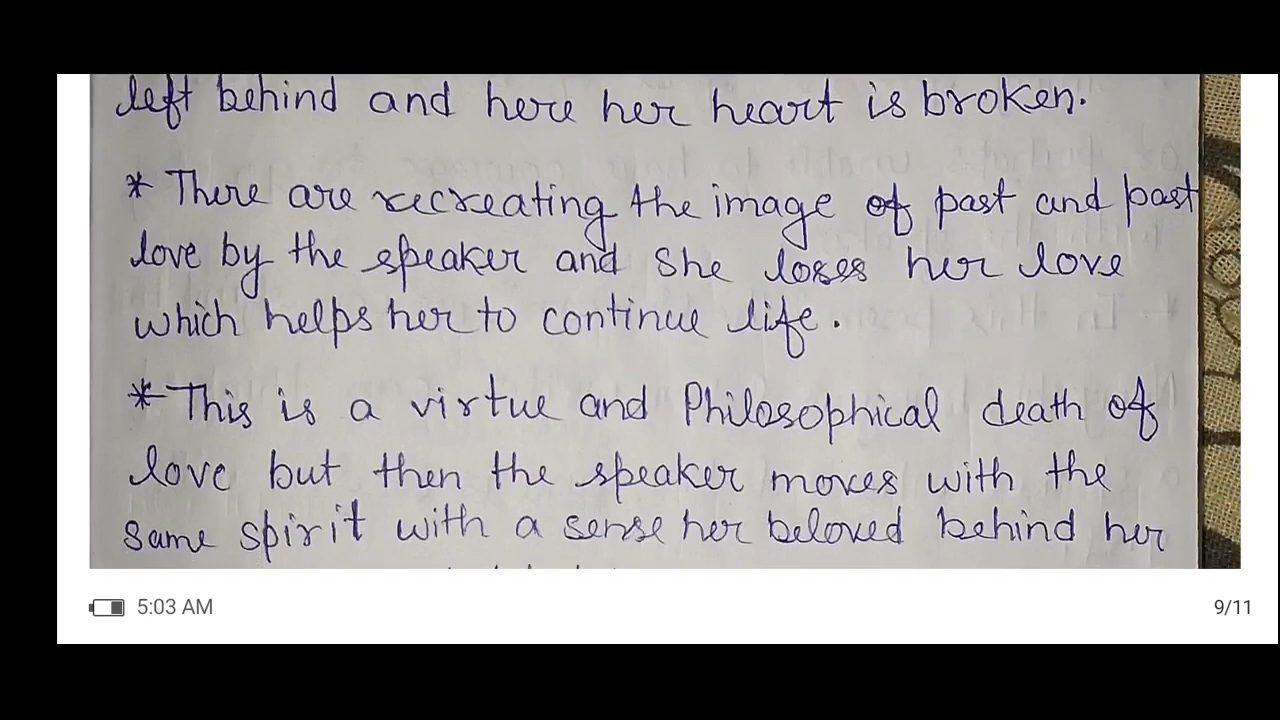 left behind and here her heart is broken.
* There are recreating the image of past and past
love by the speaker and she loses her love
which helps her to continue life.
* This is a virtue and Philosophical death of
love but then the speaker moves with the
same spirit with a sense her beloved behind her
5:03 AM
9/11